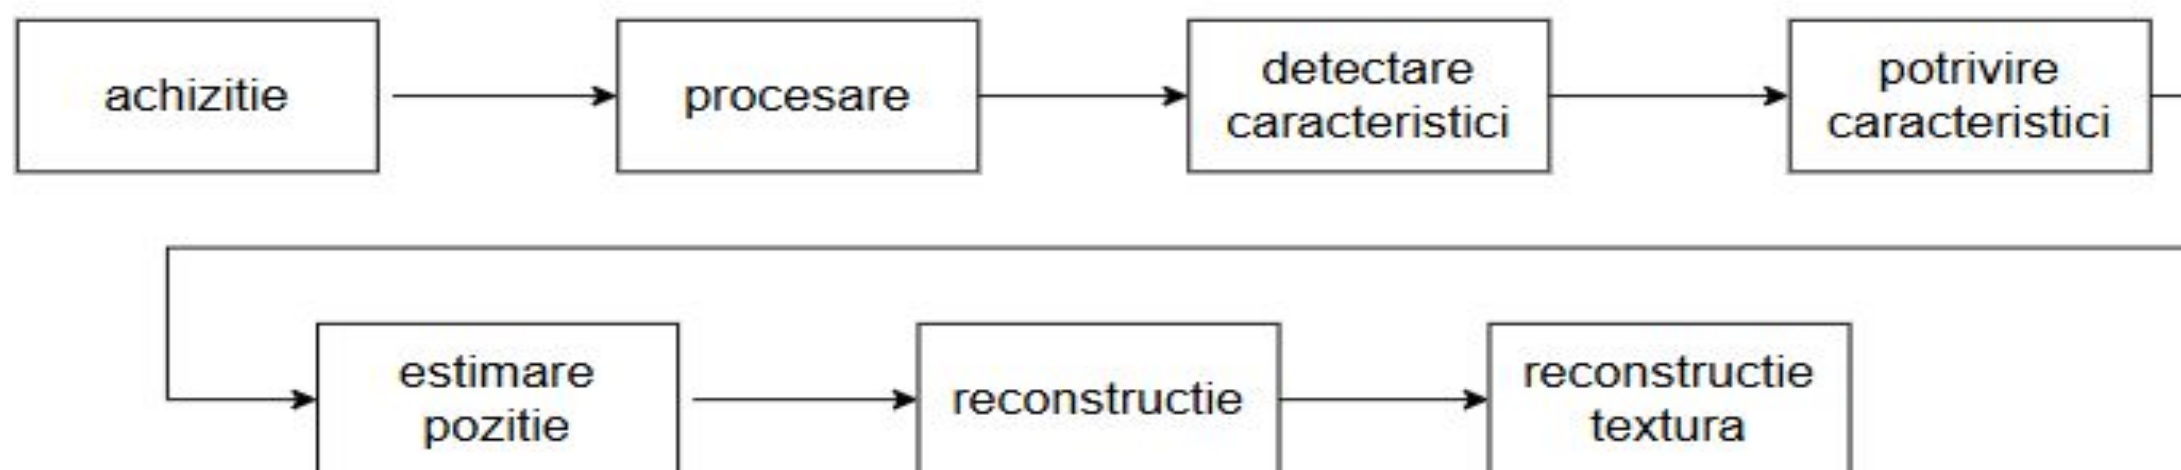 achizitie
procesare
detectare
caracteristici
potrivire
caracteristici
estimare
pozitie
reconstructie
reconstructie
textura